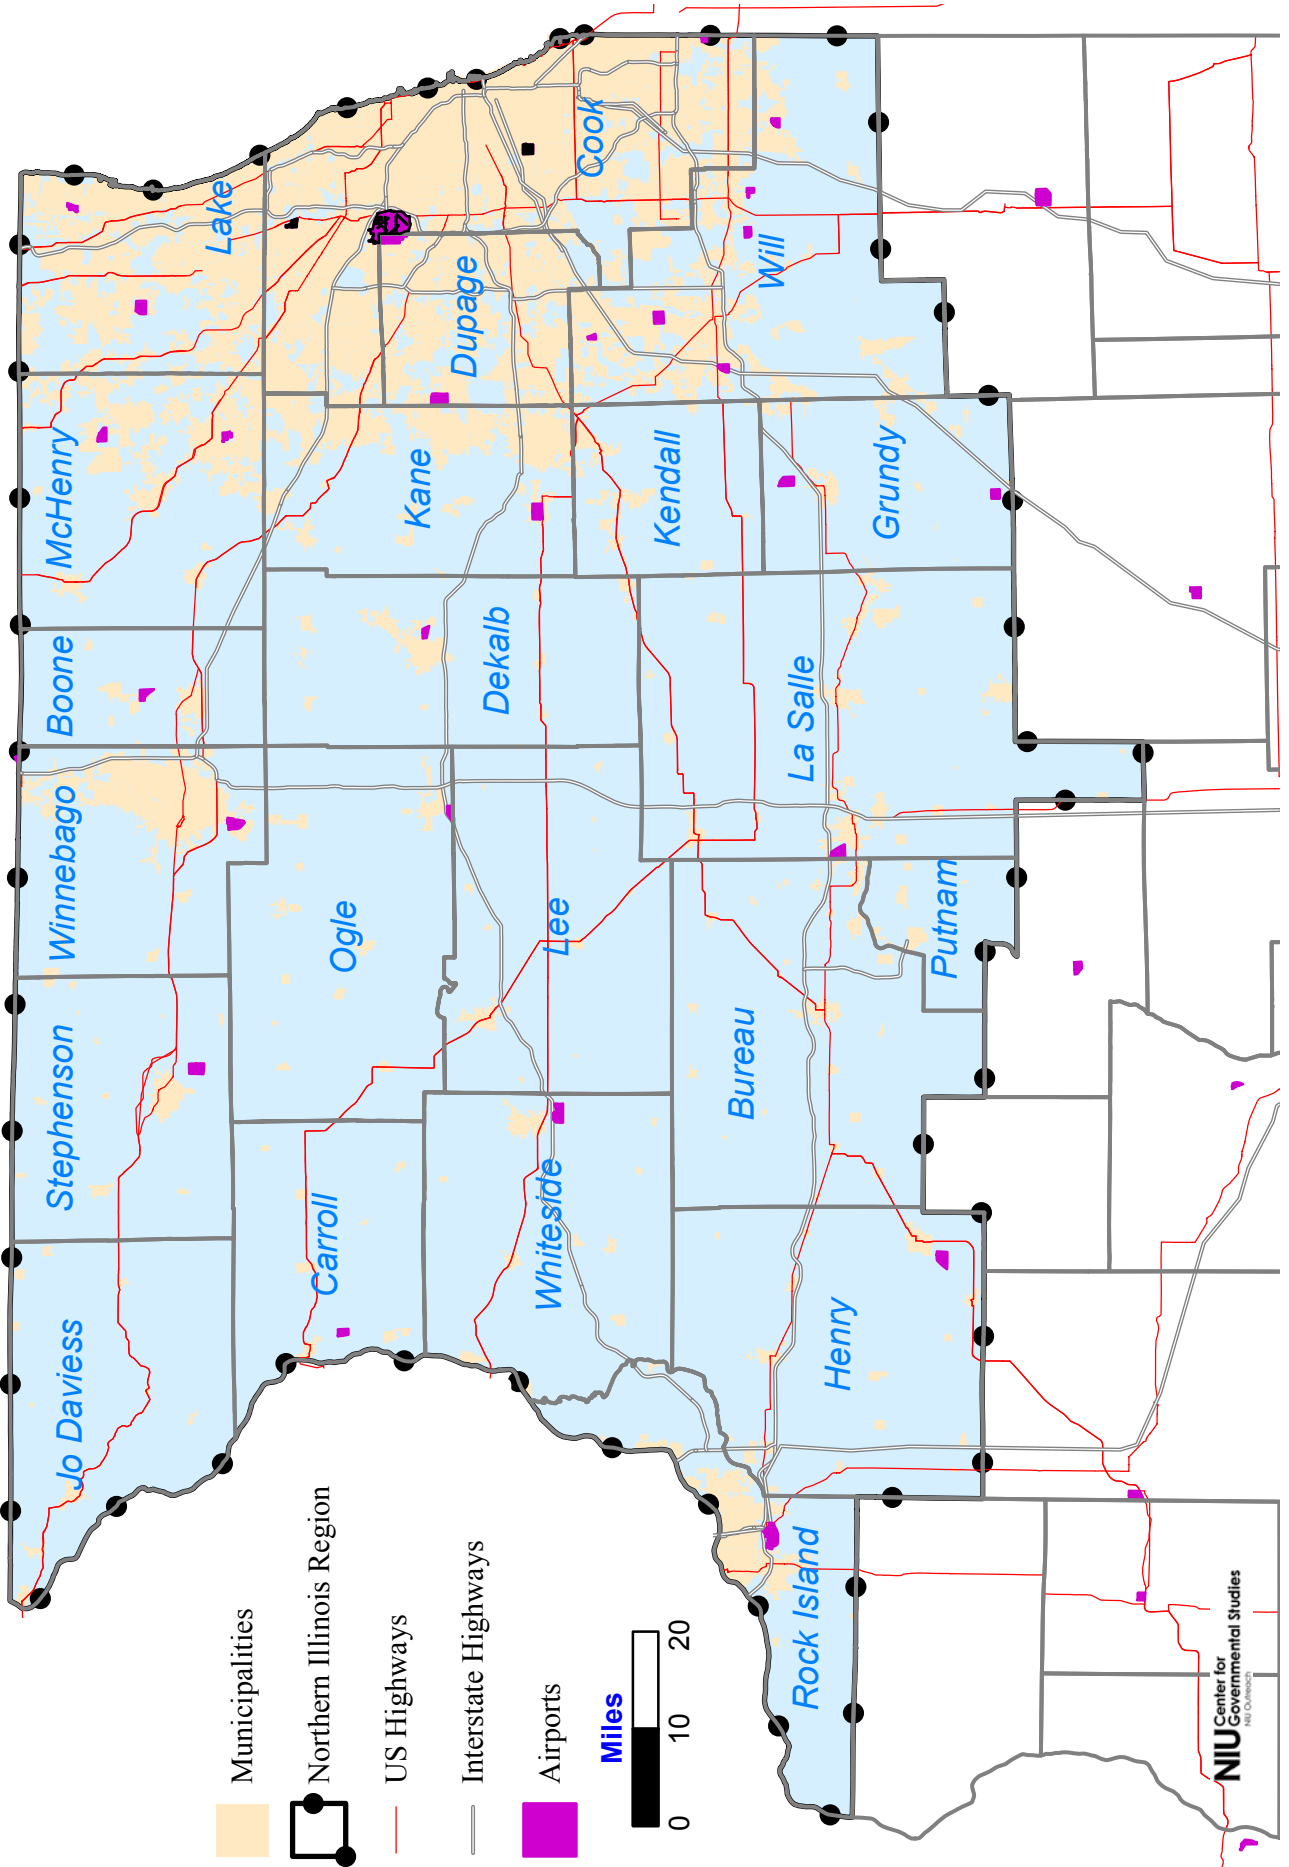 Jo Daviess
Stephenson
Winnebago
Boone
McHenry
Lake
Carroll
Ogle
Kane
Dupage
Cook
Whiteside
Lee
Dekalb
Kendall
Will
Rock Island
Henry
Bureau
Putnam
La Salle
Grundy
Municipalities
Northern Illinois Region
US Highways
Interstate Highways
Airports
Miles
0 10 20
NIU Center for
Governmental Studies
NIU Outreach